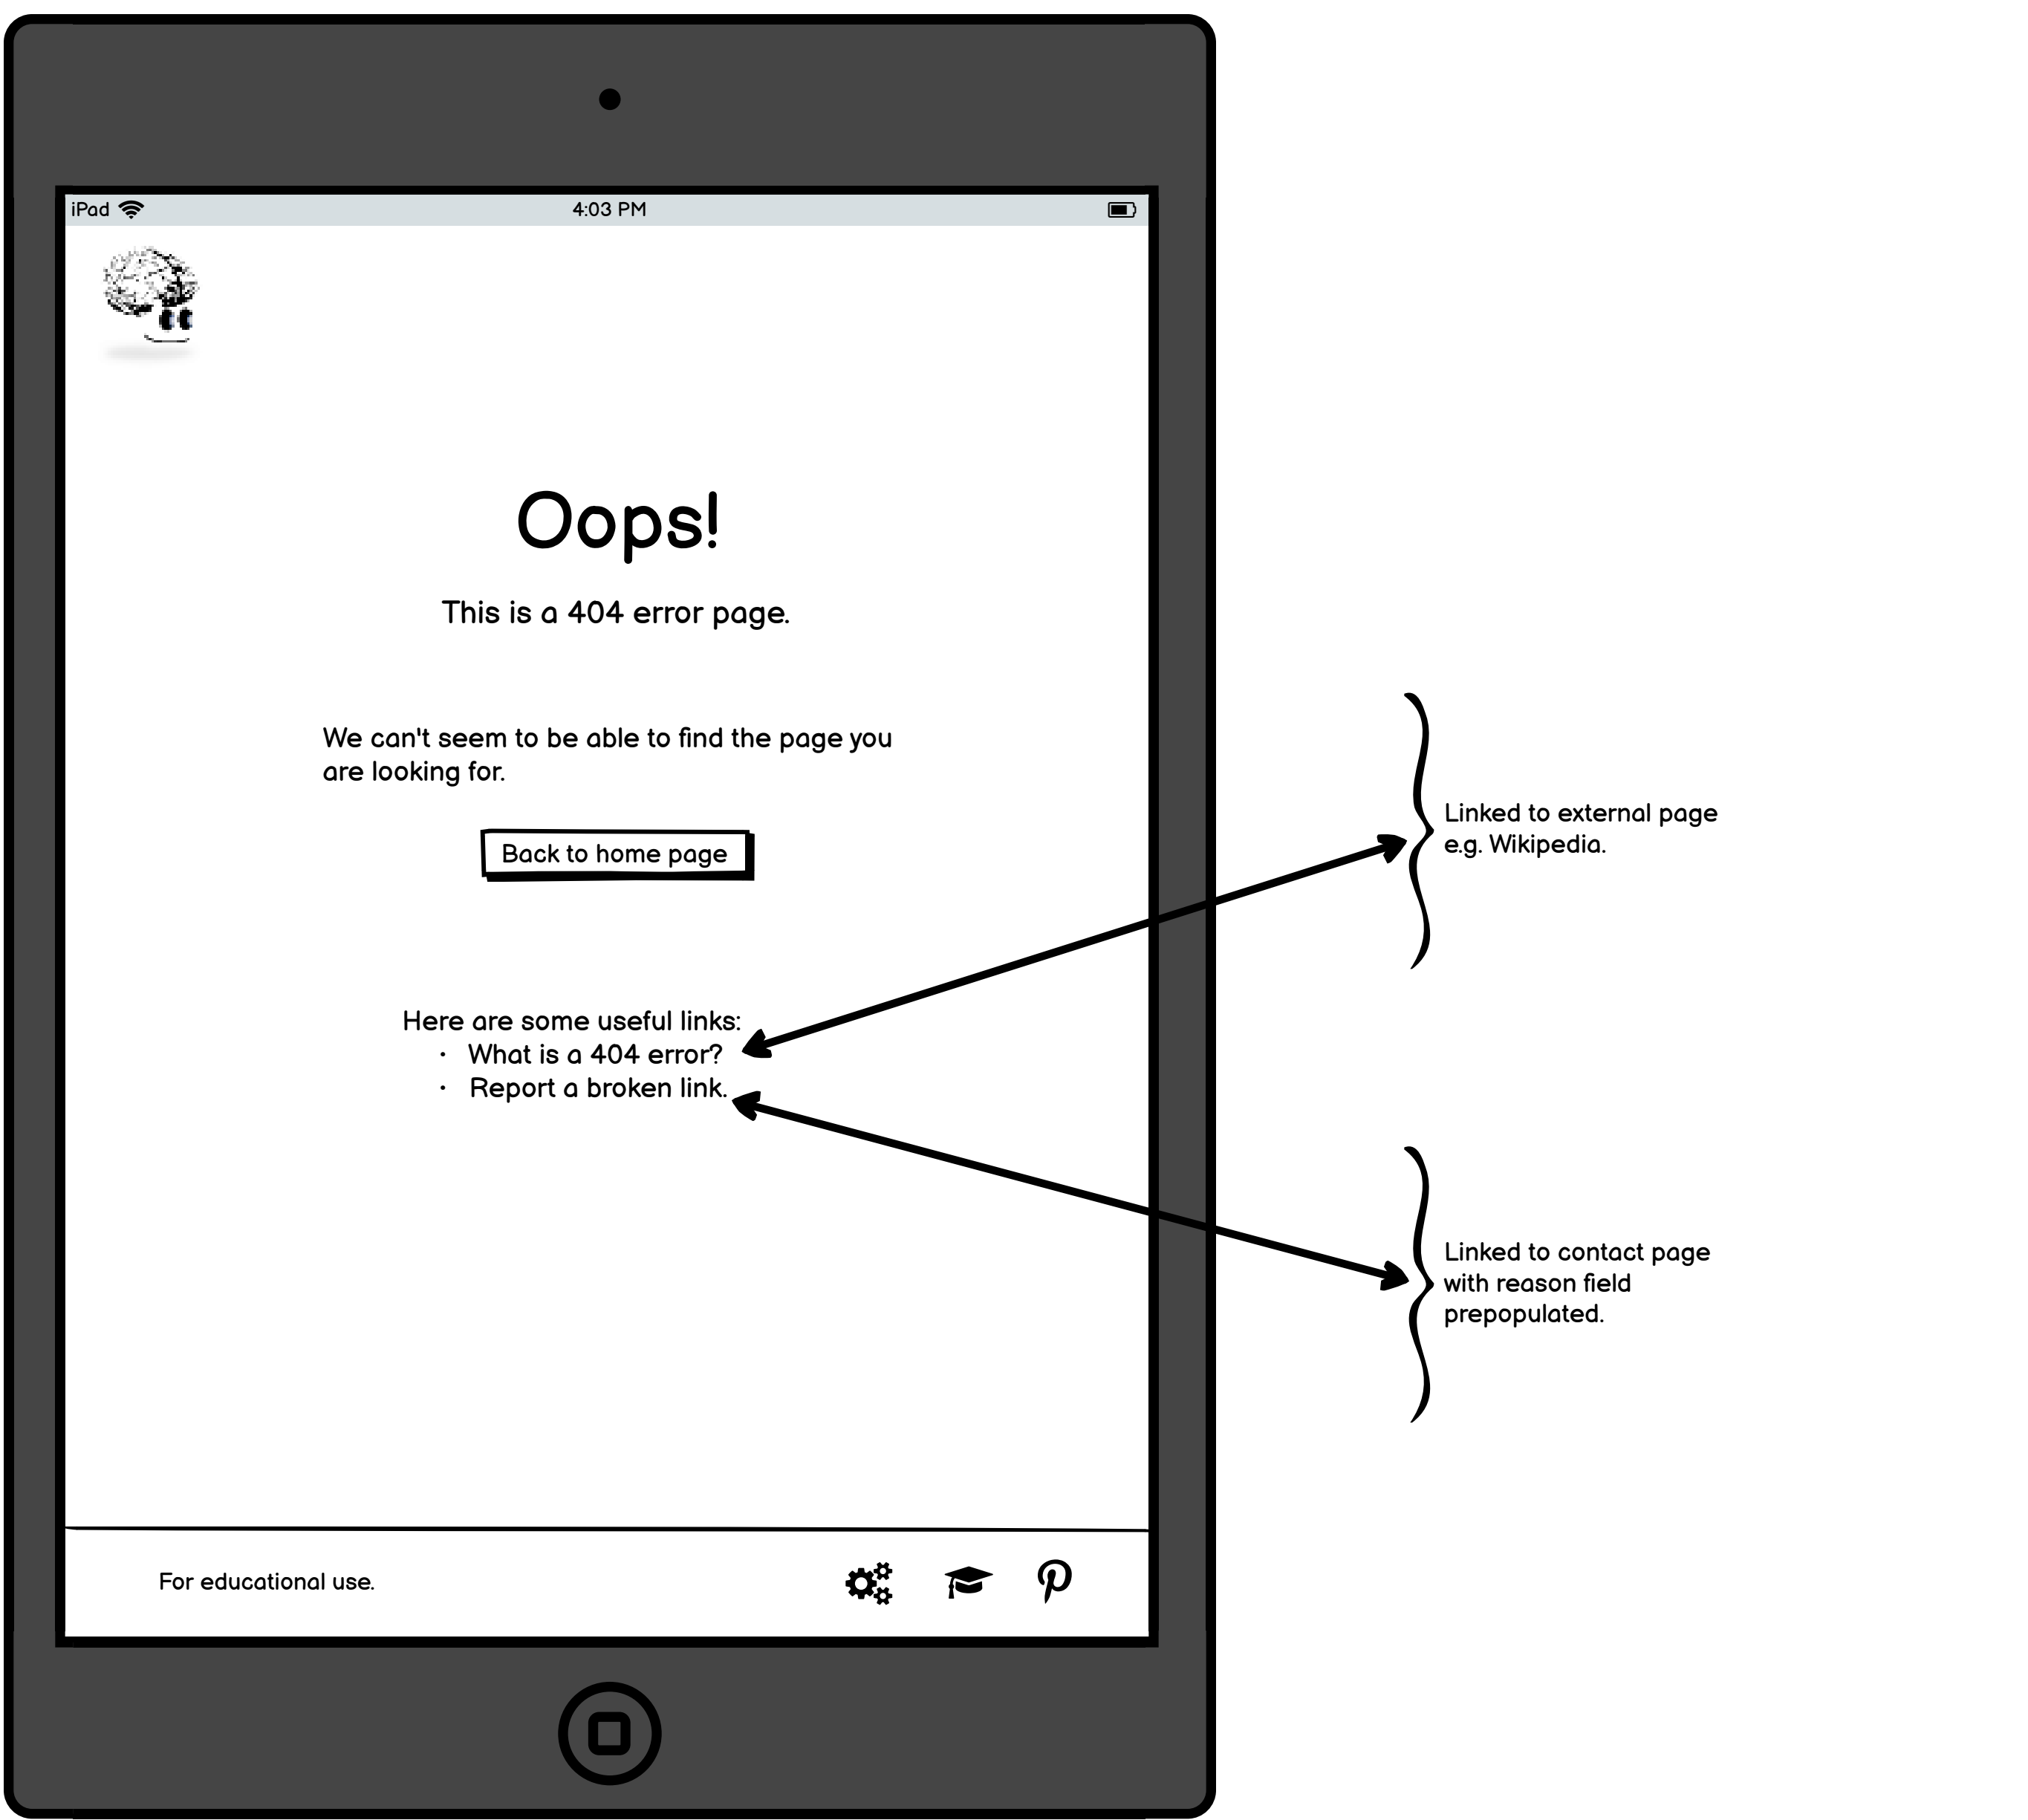 iPad 4:03 PM
Oops!
This is a 404 error page.
We can't seem to be able to find the page you
are looking for.
Back to home page
Here are some useful links:
• What is a 404 error?
• Report a broken link.
For educational use.
Linked to external page
e.g. Wikipedia.
Linked to contact page
with reason field
prepopulated.